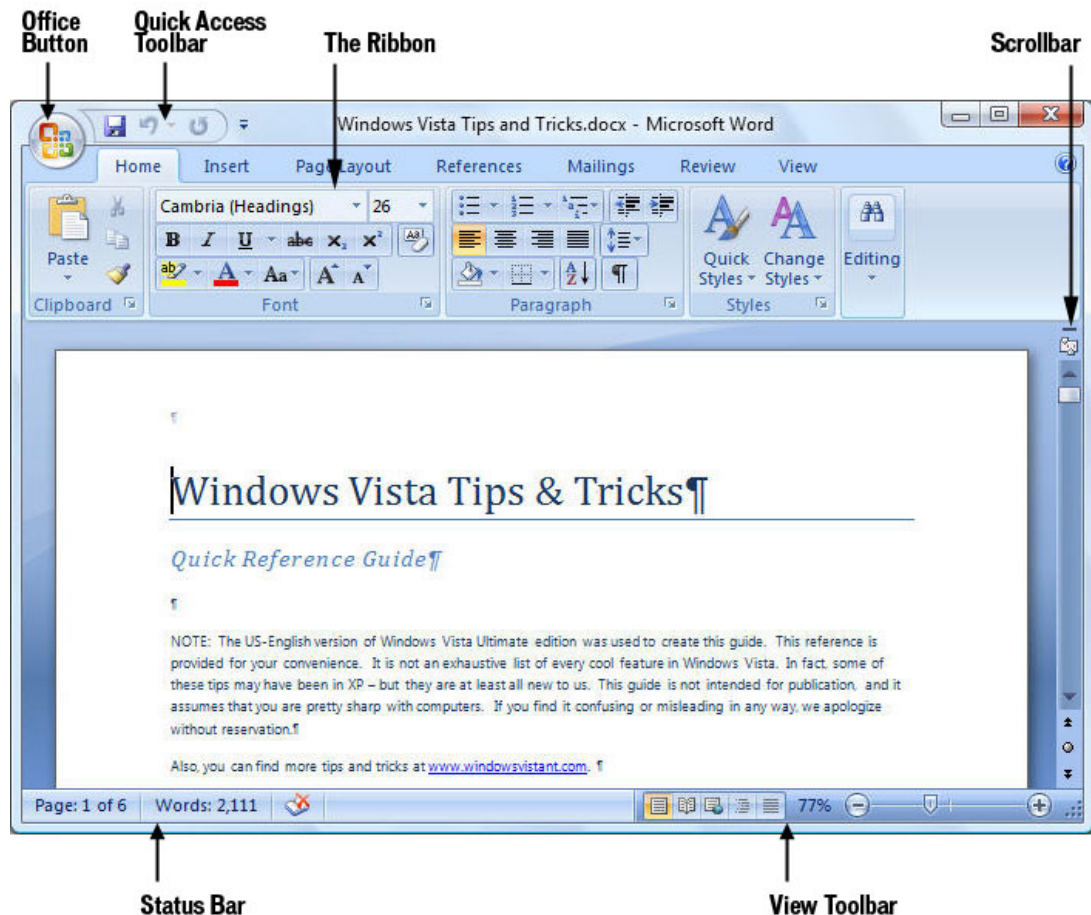 Office Button
Quick Access Toolbar
The Ribbon
Scrollbar
Windows Vista Tips and Tricks.docx - Microsoft Word
Home Insert Page Layout References Mailings Review View
Cambria (Headings) 26
B I U abc X₂ X² Aa
ab A Aa A A
Paste
Quick Styles
Change Styles
Editing
Clipboard Font Paragraph Styles
¶
Windows Vista Tips & Tricks¶
Quick Reference Guide¶
¶
NOTE: The US-English version of Windows Vista Ultimate edition was used to create this guide. This reference is
provided for your convenience. It is not an exhaustive list of every cool feature in Windows Vista. In fact, some of
these tips may have been in XP – but they are at least all new to us. This guide is not intended for publication, and it
assumes that you are pretty sharp with computers. If you find it confusing or misleading in any way, we apologize
without reservation.¶
Also, you can find more tips and tricks at www.windowsvistant.com. ¶
Page: 1 of 6 Words: 2,111 77%
Status Bar
View Toolbar